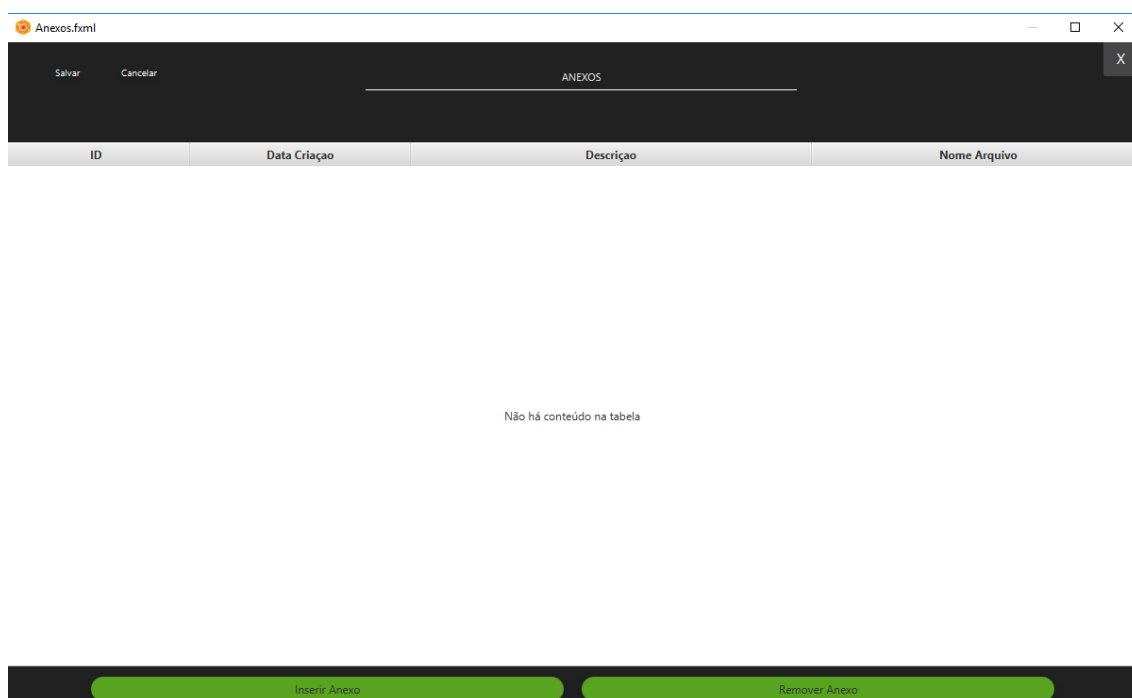 Anexos.fxml
X
Salvar Cancelar
ANEXOS
ID Data Criaçao Descriçao Nome Arquivo
Não há conteúdo na tabela
Inserir Anexo Remover Anexo